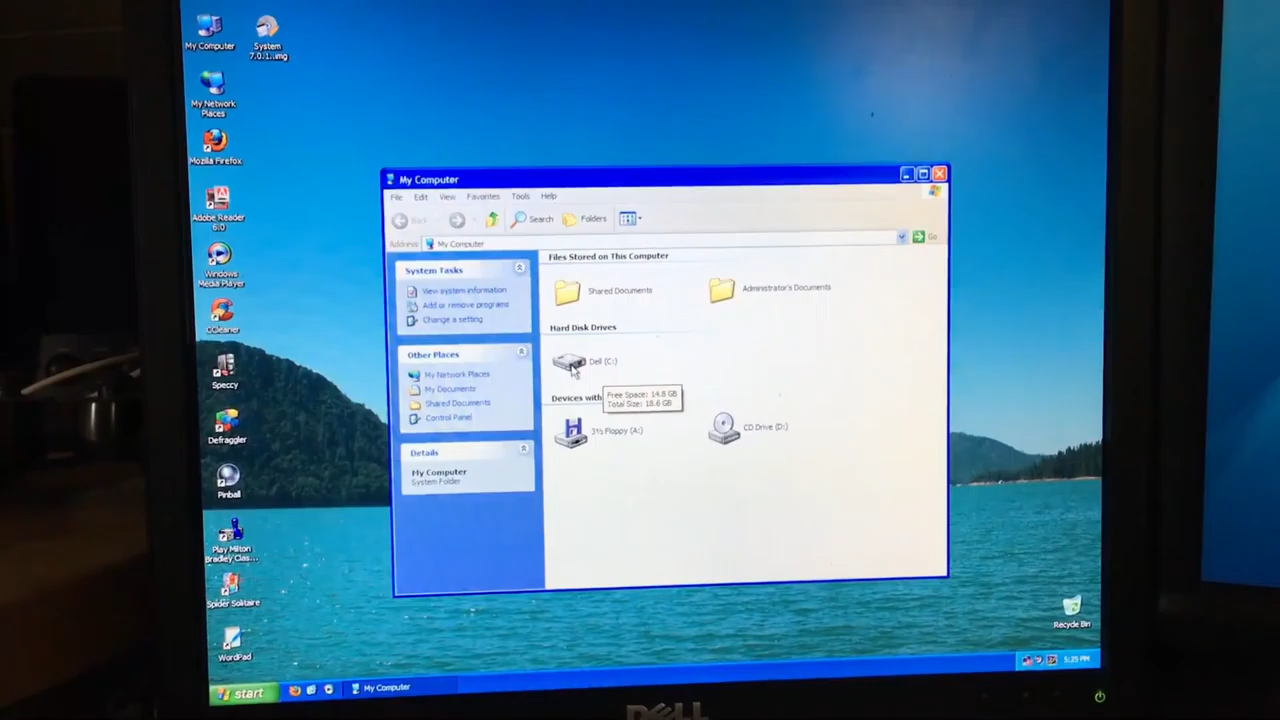 My Computer
System
7.0.1...img
My Network
Places
Mozilla Firefox
Adobe Reader
6.0
Windows
Media Player
CCleaner
Speccy
Defraggler
Pinball
Play Milton
Bradley Clas...
Spider Solitaire
WordPad
My Computer
File Edit View Favorites Tools Help
Back Search Folders
Address My Computer Go
System Tasks
View system information
Add or remove programs
Change a setting
Other Places
My Network Places
My Documents
Shared Documents
Control Panel
Details
My Computer
System Folder
Files Stored on This Computer
Shared Documents Administrator's Documents
Hard Disk Drives
Dell (C:)
Free Space: 14.8 GB
Total Size: 18.6 GB
Devices with
3½ Floppy (A:) CD Drive (D:)
Recycle Bin
start My Computer 5:25 PM
DELL